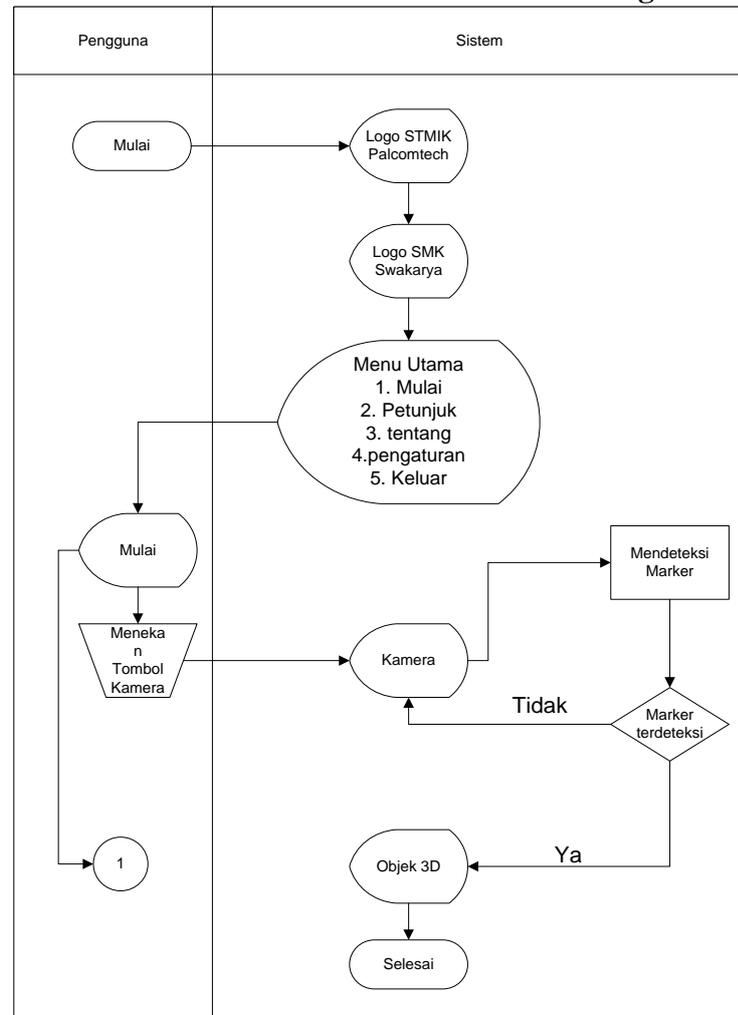 Pengguna
Sistem
Mulai
Logo STMIK
Palcomtech
Logo SMK
Swakarya
Menu Utama
1. Mulai
2. Petunjuk
3. tentang
4.pengaturan
5. Keluar
Mulai
Mendeteksi
Marker
Meneka
n
Tombol
Kamera
Kamera
Tidak
Marker
terdeteksi
1
Objek 3D
Ya
Selesai